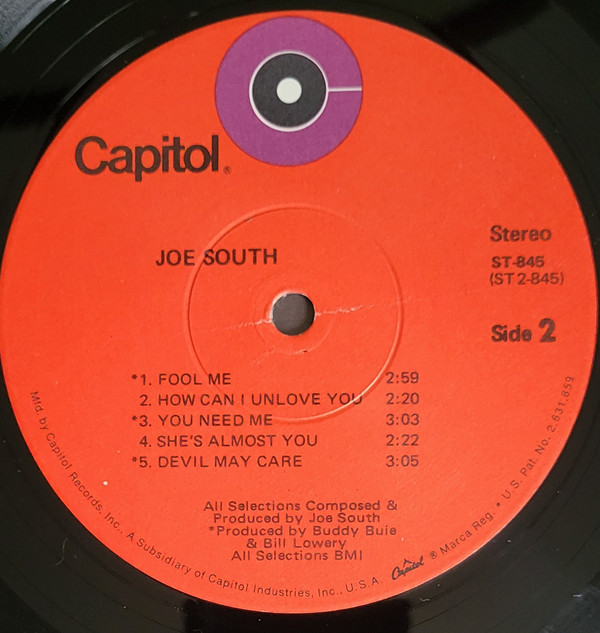 Capitol®
Stereo
JOE SOUTH
ST-845
(ST 2-845)
Side 2
*1. FOOL ME 2:59
2. HOW CAN I UNLOVE YOU 2:20
*3. YOU NEED ME 3:03
4. SHE'S ALMOST YOU 2:22
*5. DEVIL MAY CARE 3:05
All Selections Composed &
Produced by Joe South
*Produced by Buddy Buie
& Bill Lowery
All Selections BMI
Mfd. by Capitol Records, Inc., A Subsidiary of Capitol Industries, Inc., U.S.A. Capitol ® Marca Reg. • U.S. Pat. No. 2,631,859